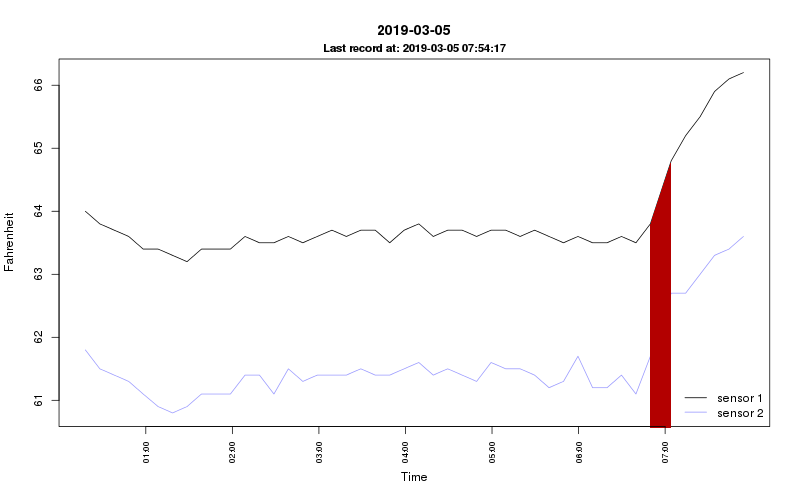 2019-03-05
Last record at: 2019-03-05 07:54:17
Fahrenheit
66
65
64
63
62
61
sensor 1
sensor 2
01:00 02:00 03:00 04:00 05:00 06:00 07:00
Time